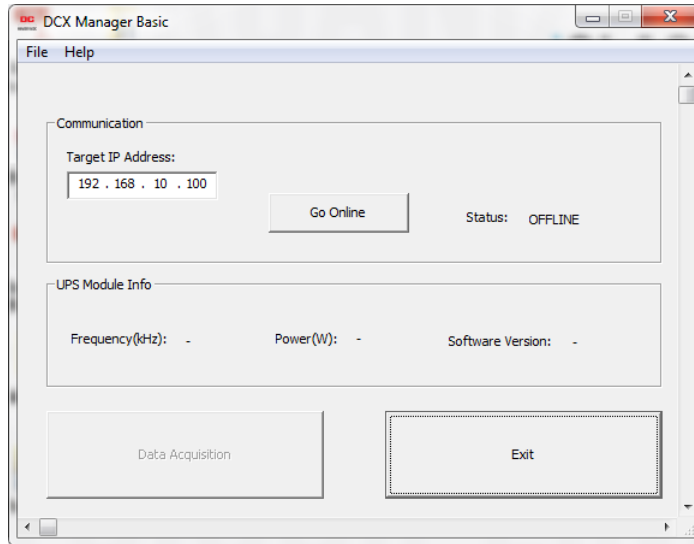 DCX Manager Basic
File Help
Communication
Target IP Address:
192 . 168 . 10 . 100
Go Online
Status: OFFLINE
UPS Module Info
Frequency(kHz): -
Power(W): -
Software Version: -
Data Acquisition
Exit